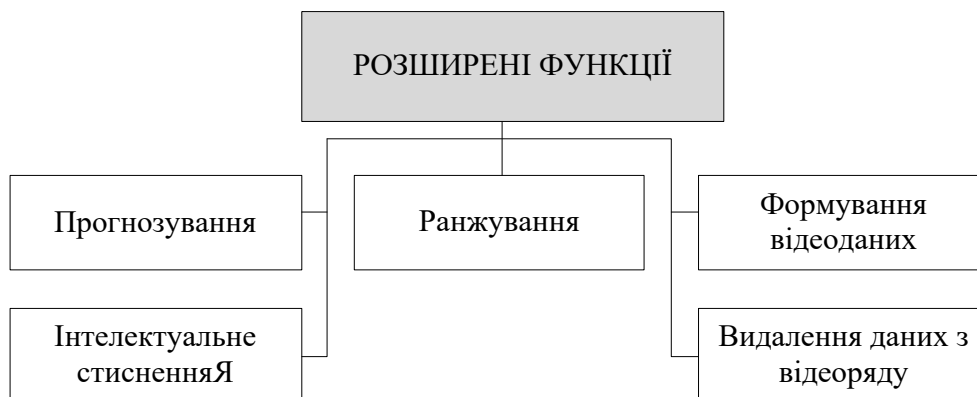 РОЗШИРЕНІ ФУНКЦІЇ
Прогнозування
Ранжування
Формування
відеоданих
Інтелектуальне
стисненняЯ
Видалення даних з
відеоряду